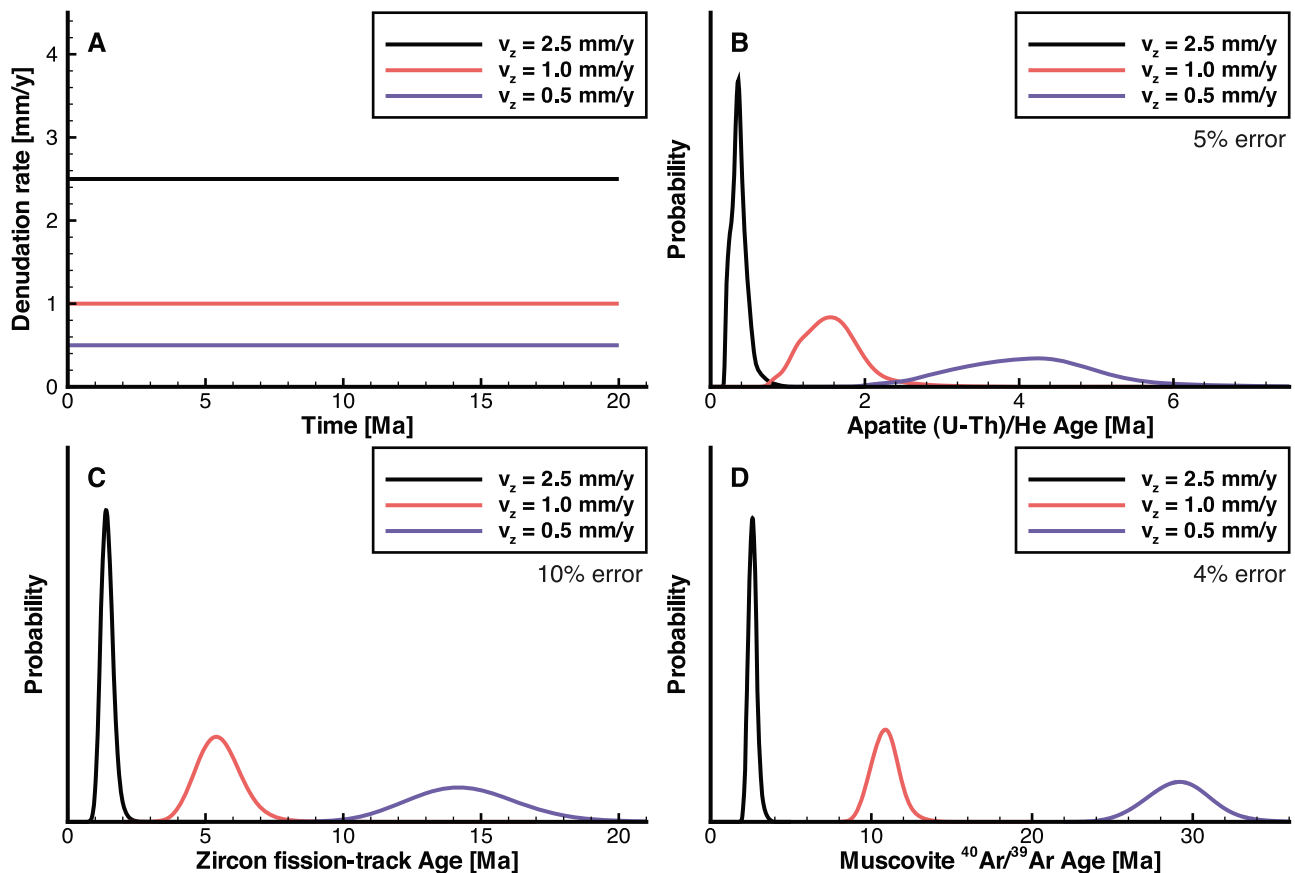 A
v_z = 2.5 mm/y
v_z = 1.0 mm/y
v_z = 0.5 mm/y
Denudation rate [mm/y]
4
3
2
1
0
0 5 10 15 20
Time [Ma]
B
v_z = 2.5 mm/y
v_z = 1.0 mm/y
v_z = 0.5 mm/y
5% error
Probability
0 2 4 6
Apatite (U-Th)/He Age [Ma]
C
v_z = 2.5 mm/y
v_z = 1.0 mm/y
v_z = 0.5 mm/y
10% error
Probability
0 5 10 15 20
Zircon fission-track Age [Ma]
D
v_z = 2.5 mm/y
v_z = 1.0 mm/y
v_z = 0.5 mm/y
4% error
Probability
0 10 20 30
Muscovite ⁴⁰Ar/³⁹Ar Age [Ma]